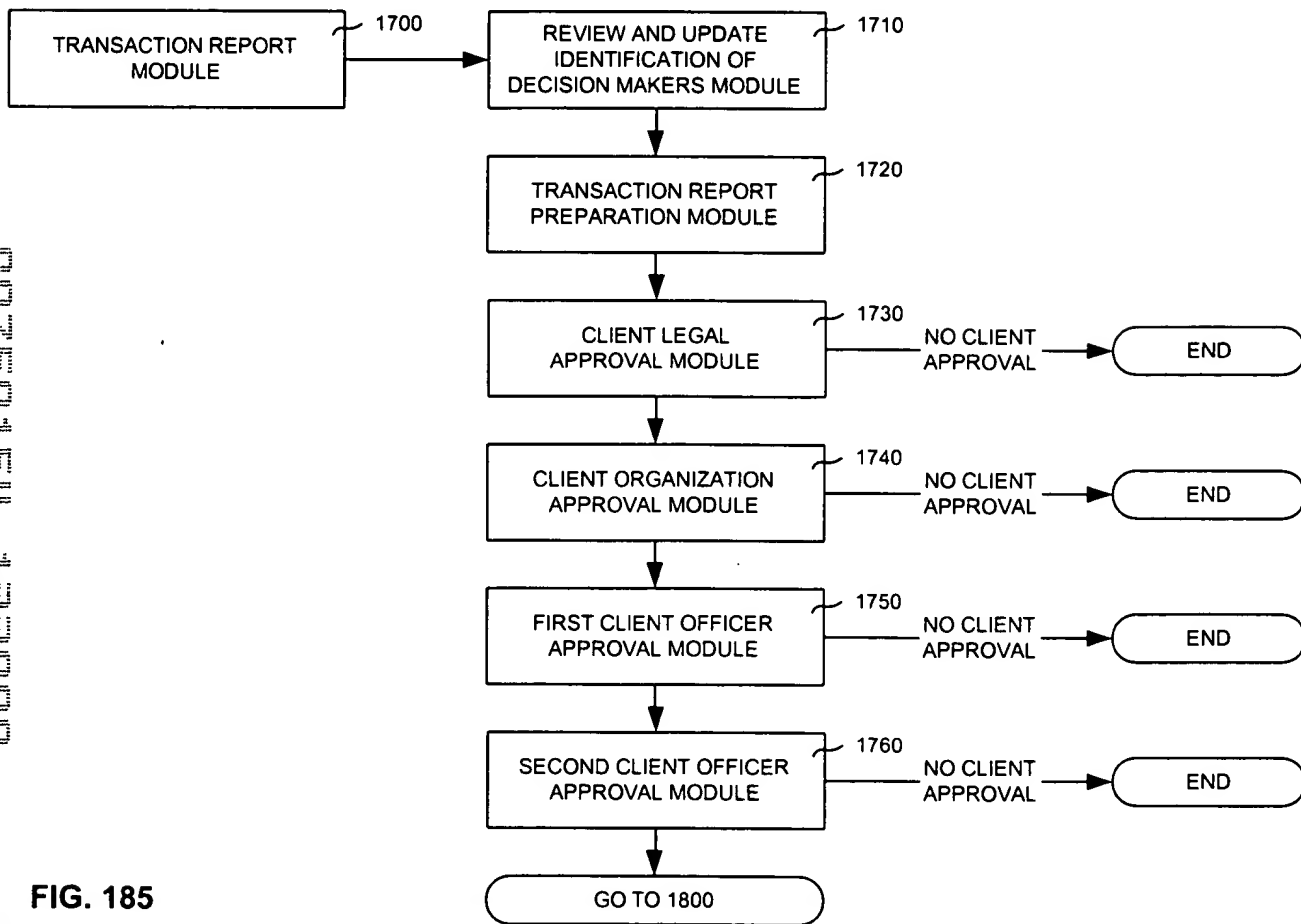 TRANSACTION REPORT
MODULE
1700
REVIEW AND UPDATE
IDENTIFICATION OF
DECISION MAKERS MODULE
1710
TRANSACTION REPORT
PREPARATION MODULE
1720
CLIENT LEGAL
APPROVAL MODULE
1730
NO CLIENT
APPROVAL
END
CLIENT ORGANIZATION
APPROVAL MODULE
1740
NO CLIENT
APPROVAL
END
FIRST CLIENT OFFICER
APPROVAL MODULE
1750
NO CLIENT
APPROVAL
END
SECOND CLIENT OFFICER
APPROVAL MODULE
1760
NO CLIENT
APPROVAL
END
GO TO 1800
FIG. 185